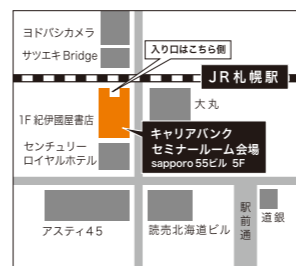 ヨドバシカメラ
サツエキBridge
入り口はこちら側
JR札幌駅
大丸
1F 紀伊國屋書店
キャリアバンク
セミナールーム会場
sapporo 55ビル 5F
センチュリー
ロイヤルホテル
アスティ45
読売北海道ビル
駅前通
道銀